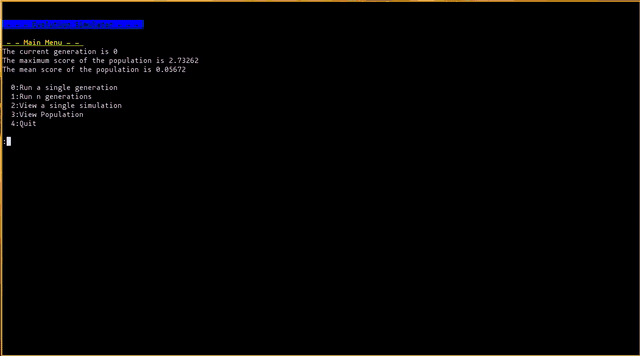 – – Main Menu – –
The current generation is 0
The maximum score of the population is 2.73262
The mean score of the population is 0.05672
0:Run a single generation
1:Run n generations
2:View a single simulation
3:View Population
4:Quit
: